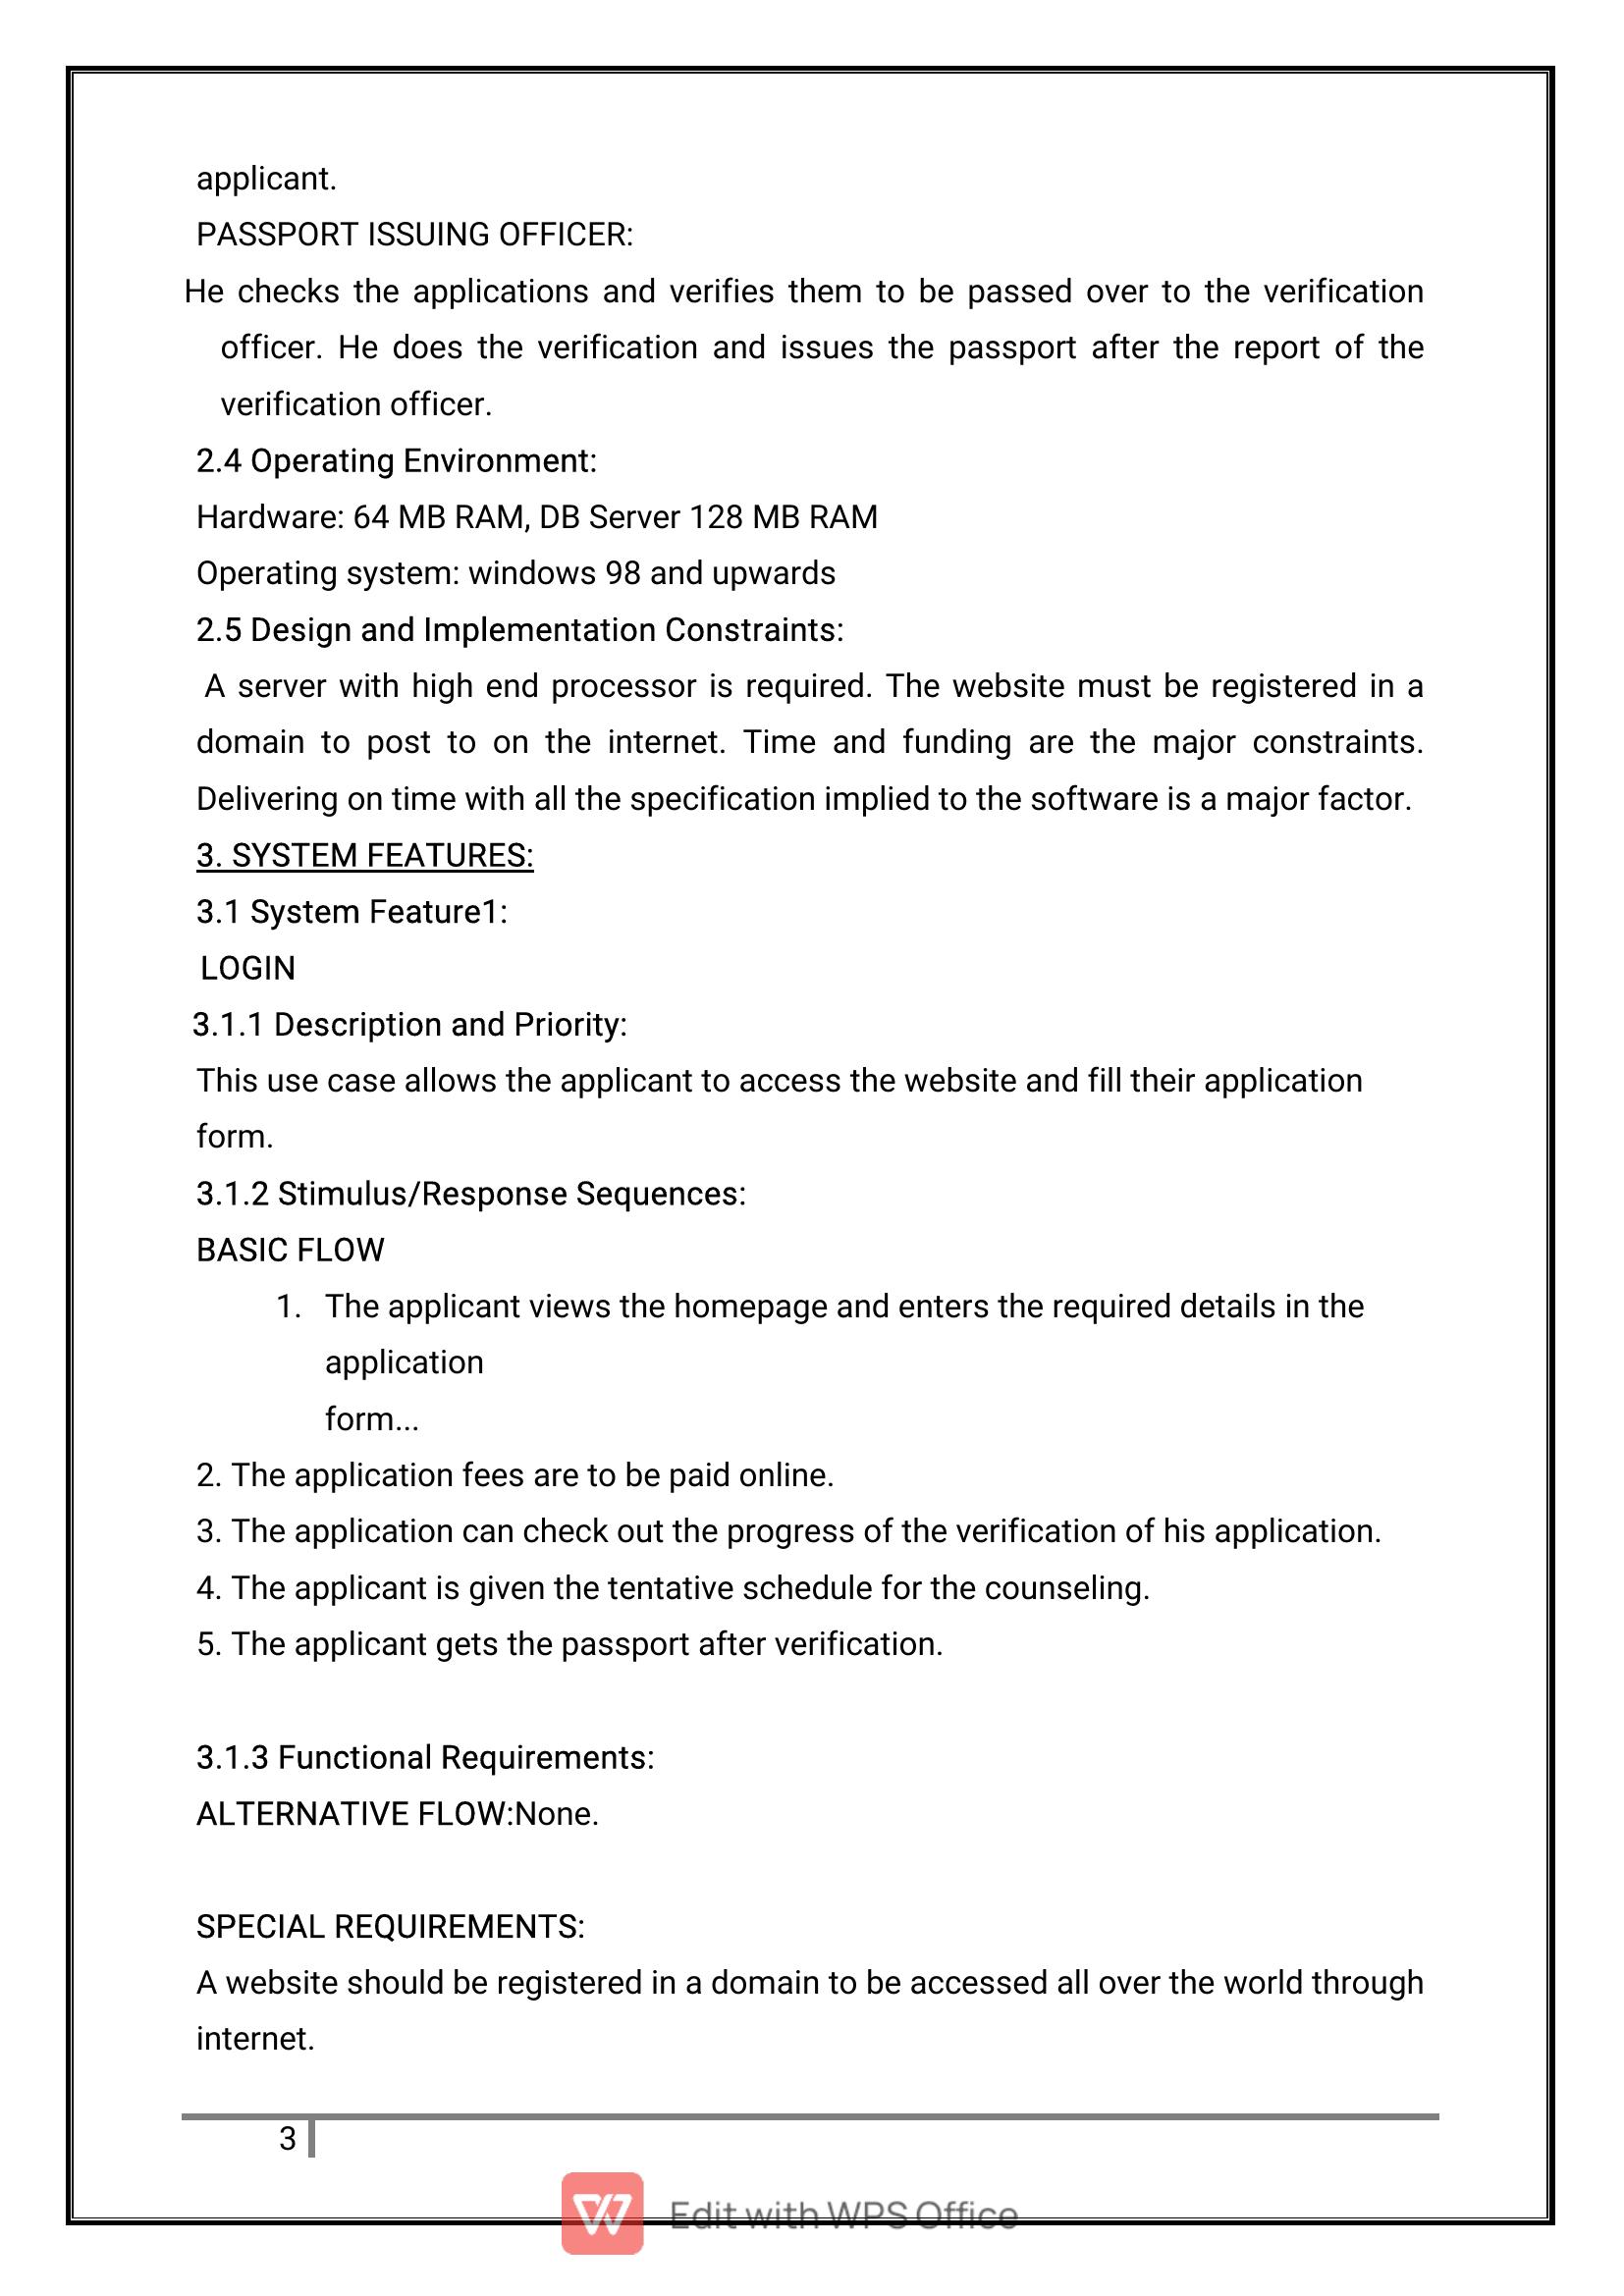 applicant.
PASSPORT ISSUING OFFICER:
He checks the applications and verifies them to be passed over to the verification
officer. He does the verification and issues the passport after the report of the
verification officer.
2.4 Operating Environment:
Hardware: 64 MB RAM, DB Server 128 MB RAM
Operating system: windows 98 and upwards
2.5 Design and Implementation Constraints:
A server with high end processor is required. The website must be registered in a
domain to post to on the internet. Time and funding are the major constraints.
Delivering on time with all the specification implied to the software is a major factor.
3. SYSTEM FEATURES:
3.1 System Feature1:
LOGIN
3.1.1 Description and Priority:
This use case allows the applicant to access the website and fill their application
form.
3.1.2 Stimulus/Response Sequences:
BASIC FLOW
1. The applicant views the homepage and enters the required details in the
application
form...
2. The application fees are to be paid online.
3. The application can check out the progress of the verification of his application.
4. The applicant is given the tentative schedule for the counseling.
5. The applicant gets the passport after verification.
3.1.3 Functional Requirements:
ALTERNATIVE FLOW:None.
SPECIAL REQUIREMENTS:
A website should be registered in a domain to be accessed all over the world through
internet.
3
Edit with WPS Office